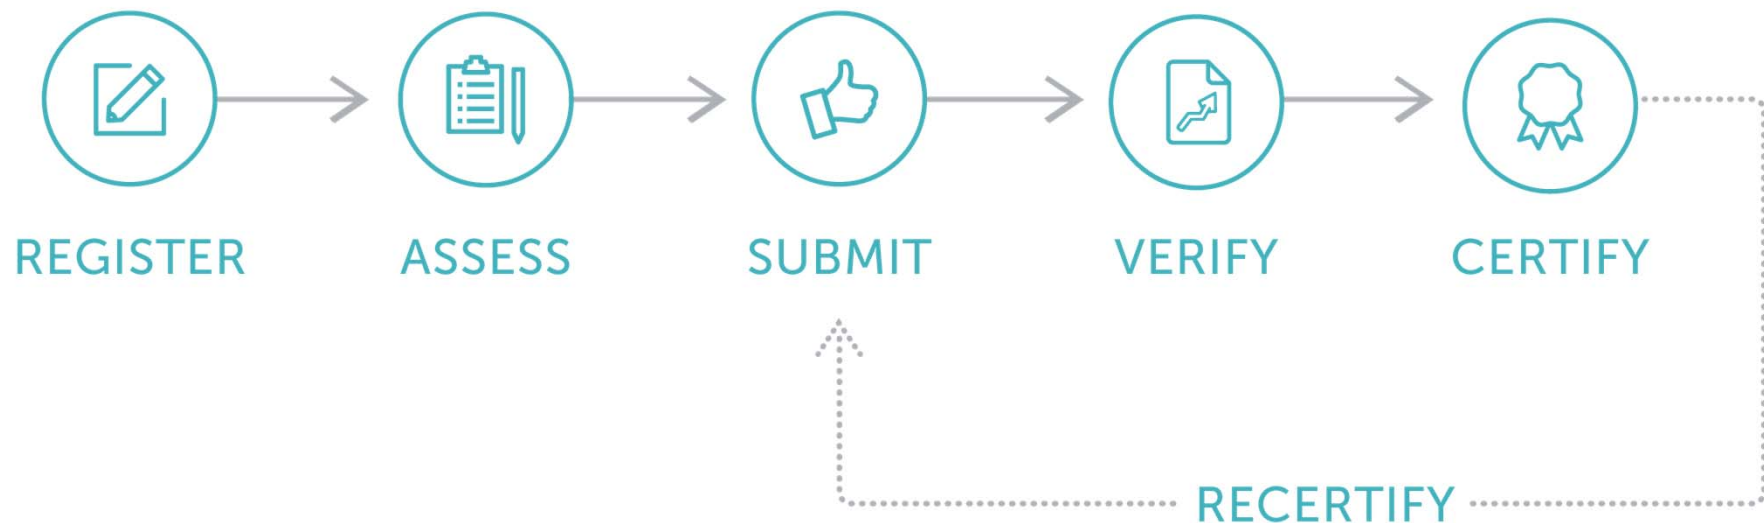 REGISTER
ASSESS
SUBMIT
VERIFY
CERTIFY
RECERTIFY